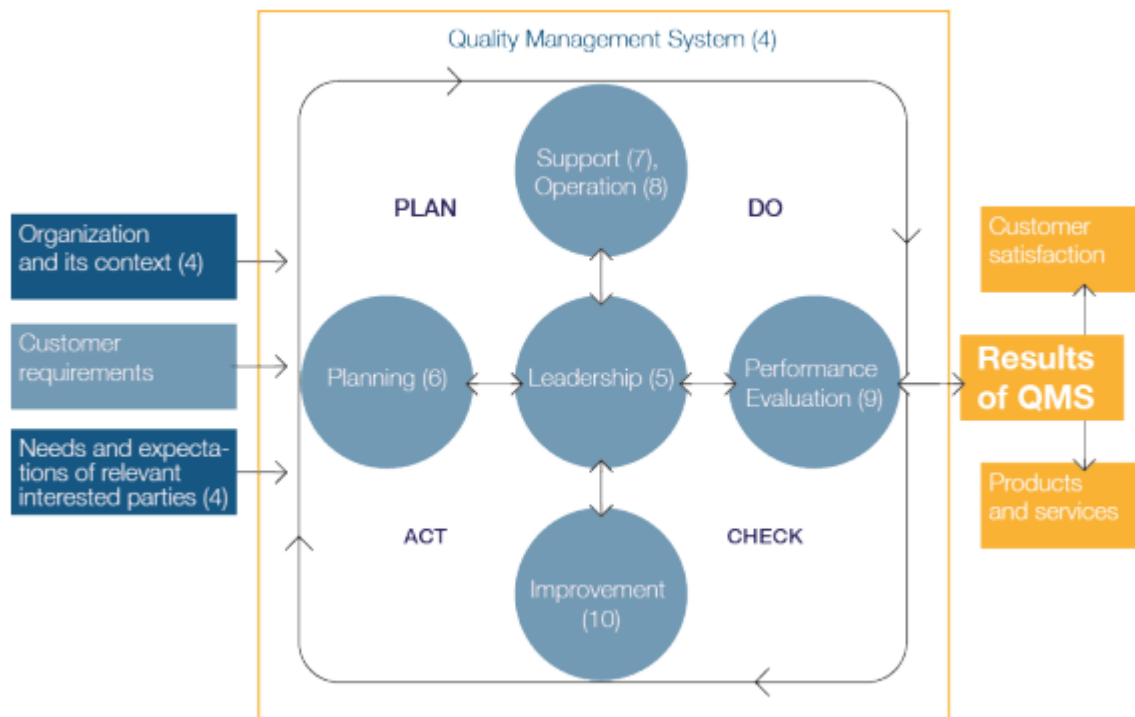 Quality Management System (4)
Support (7),
Operation (8)
PLAN
DO
Organization
and its context (4)
Customer
satisfaction
Customer
requirements
Planning (6)
Leadership (5)
Performance
Evaluation (9)
Results
of QMS
Needs and expecta-
tions of relevant
interested parties (4)
Products
and services
ACT
CHECK
Improvement
(10)